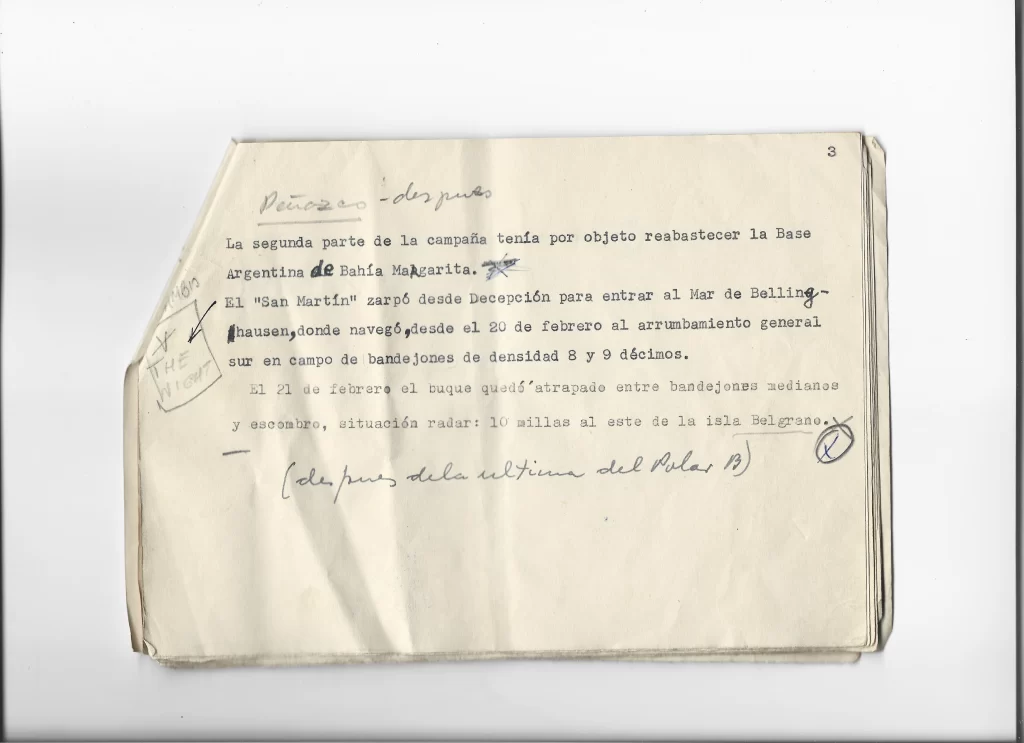 3
Peñazco - despues
La segunda parte de la campaña tenía por objeto reabastecer la Base
Argentina de Bahía Margarita.
El "San Martín" zarpó desde Decepción para entrar al Mar de Belling-
hausen, donde navegó, desde el 20 de febrero al arrumbamiento general
sur en campo de bandejones de densidad 8 y 9 décimos.
El 21 de febrero el buque quedó atrapado entre bandejones medianos
y escombro, situación radar: 10 millas al este de la isla Belgrano.
X
THE
NIGHT
(despues dela ultima del Polar B)